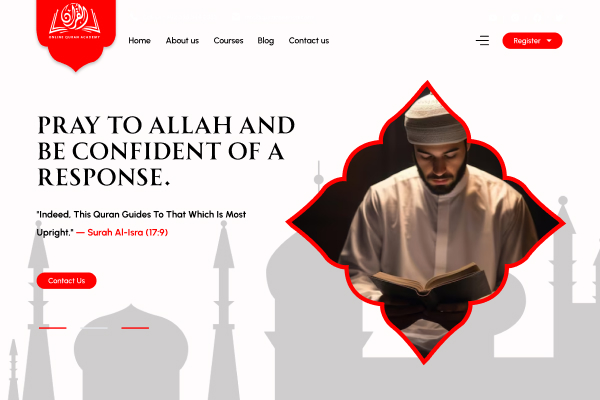 القرآن
ONLINE QURAN ACADEMY
Home
About us
Courses
Blog
Contact us
Register
PRAY TO ALLAH AND
BE CONFIDENT OF A
RESPONSE.
"Indeed, This Quran Guides To That Which Is Most
Upright." — Surah Al-Isra (17:9)
Contact Us